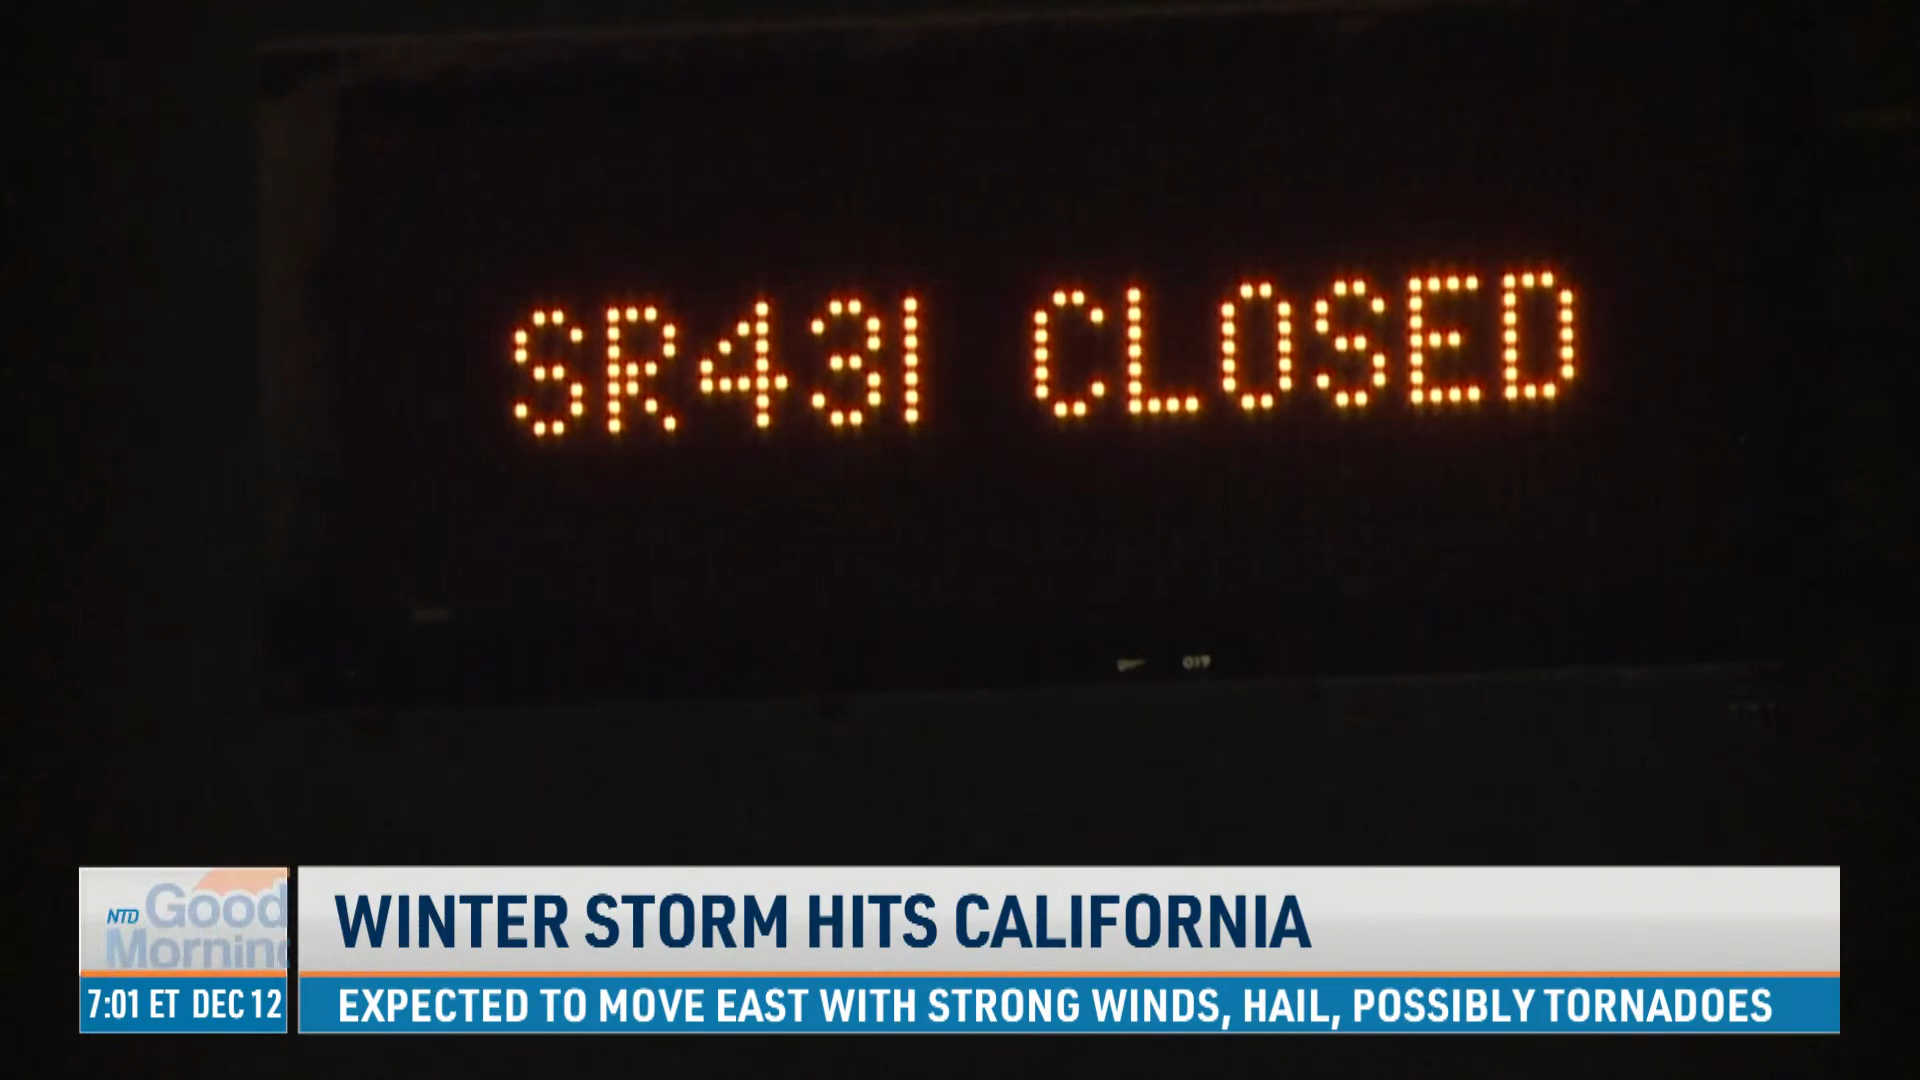 SR431 CLOSED
019
NTD Good
Morning
WINTER STORM HITS CALIFORNIA
7:01 ET DEC 12
EXPECTED TO MOVE EAST WITH STRONG WINDS, HAIL, POSSIBLY TORNADOES